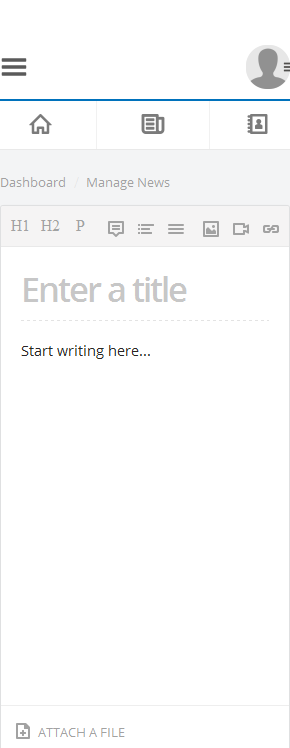 Dashboard / Manage News
H1 H2 P
Enter a title
Start writing here...
ATTACH A FILE